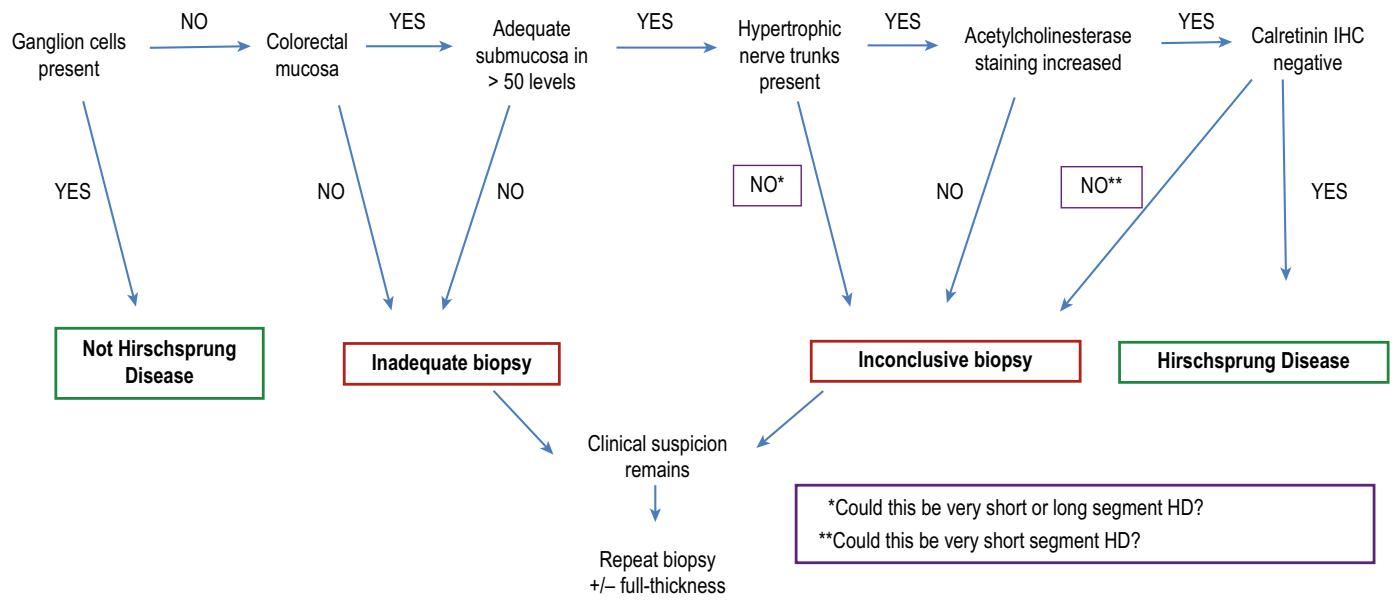 Ganglion cells
present
NO
Colorectal
mucosa
YES
Adequate
submucosa in
> 50 levels
YES
Hypertrophic
nerve trunks
present
YES
Acetylcholinesterase
staining increased
YES
Calretinin IHC
negative
YES
NO
NO
NO*
NO
NO**
YES
Not Hirschsprung
Disease
Inadequate biopsy
Inconclusive biopsy
Hirschsprung Disease
Clinical suspicion
remains
Repeat biopsy
+/– full-thickness
*Could this be very short or long segment HD?
**Could this be very short segment HD?